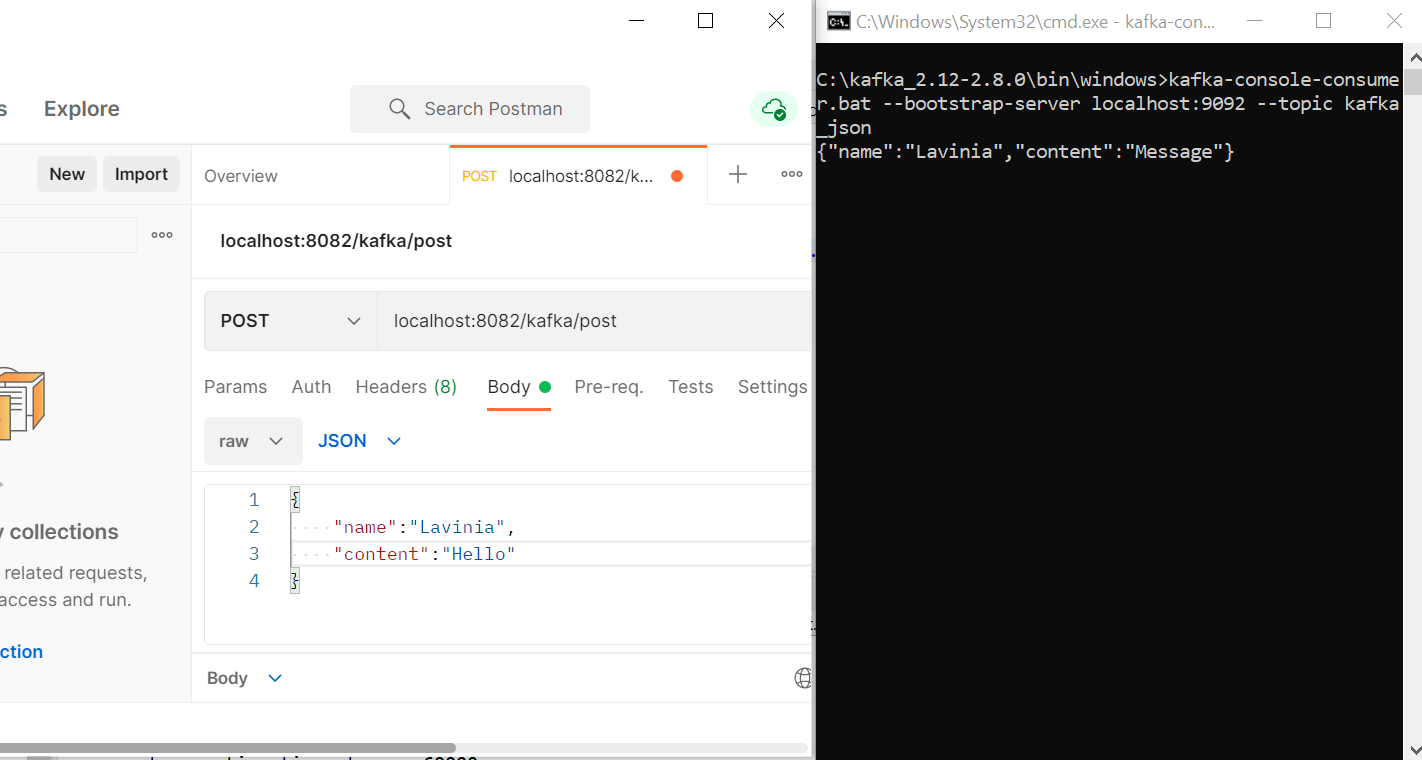 C:\Windows\System32\cmd.exe - kafka-con...
Explore
Search Postman
New
Import
Overview
POST localhost:8082/k...
localhost:8082/kafka/post
POST
localhost:8082/kafka/post
Params
Auth
Headers (8)
Body
Pre-req.
Tests
Settings
raw
JSON
1 {
2 "name":"Lavinia",
3 "content":"Hello"
4 }
collections
related requests,
access and run.
Body
C:\kafka_2.12-2.8.0\bin\windows>kafka-console-consume
r.bat --bootstrap-server localhost:9092 --topic kafka
_json
{"name":"Lavinia","content":"Message"}